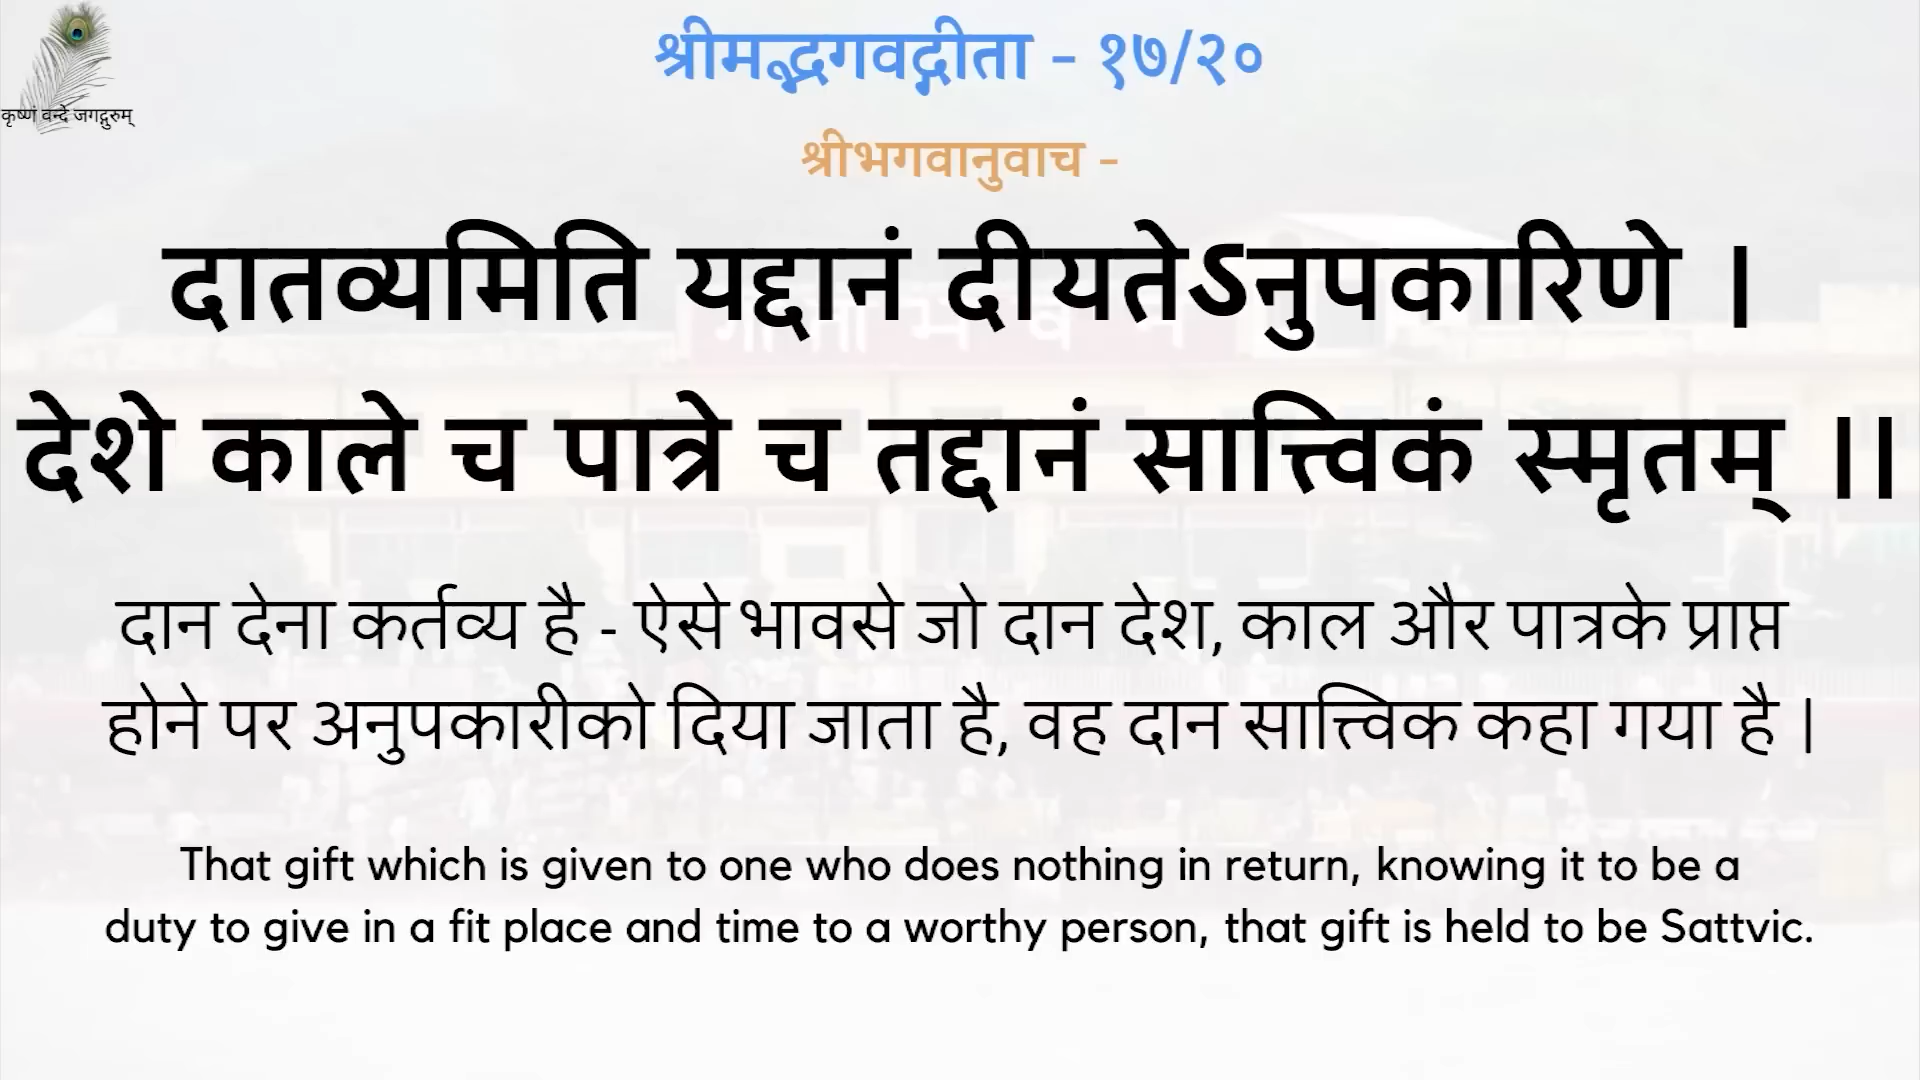 श्रीमद्भगवद्गीता - १७/२०
कृष्णं वन्दे जगद्गुरुम्
श्रीभगवानुवाच -
दातव्यमिति यद्दानं दीयतेऽनुपकारिणे ।
देशे काले च पात्रे च तद्दानं सात्त्विकं स्मृतम् ।।
दान देना कर्तव्य है - ऐसे भावसे जो दान देश, काल और पात्रके प्राप्त
होने पर अनुपकारीको दिया जाता है, वह दान सात्त्विक कहा गया है |
That gift which is given to one who does nothing in return, knowing it to be a
duty to give in a fit place and time to a worthy person, that gift is held to be Sattvic.